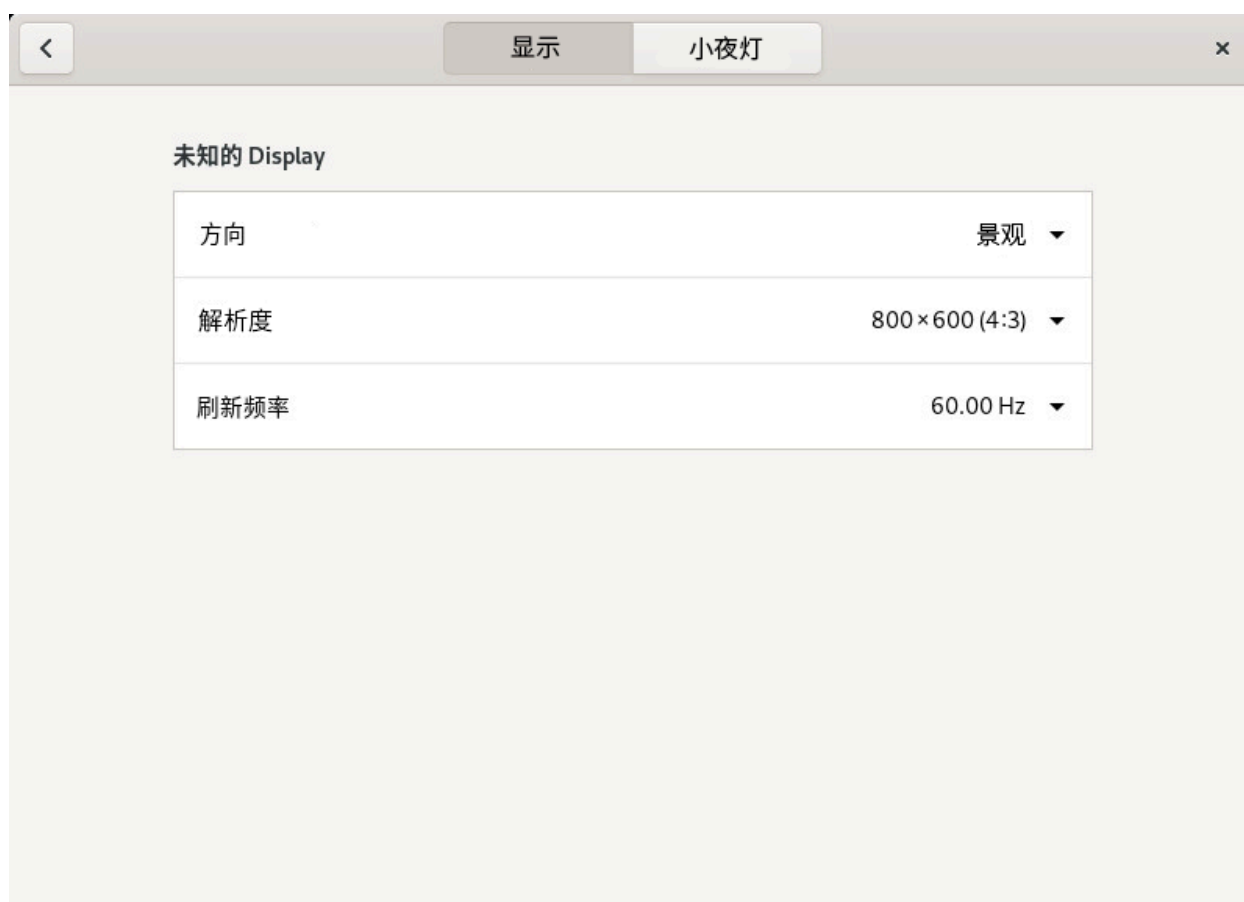 显示 小夜灯
未知的 Display
方向 景观
解析度 800×600 (4:3)
刷新频率 60.00 Hz